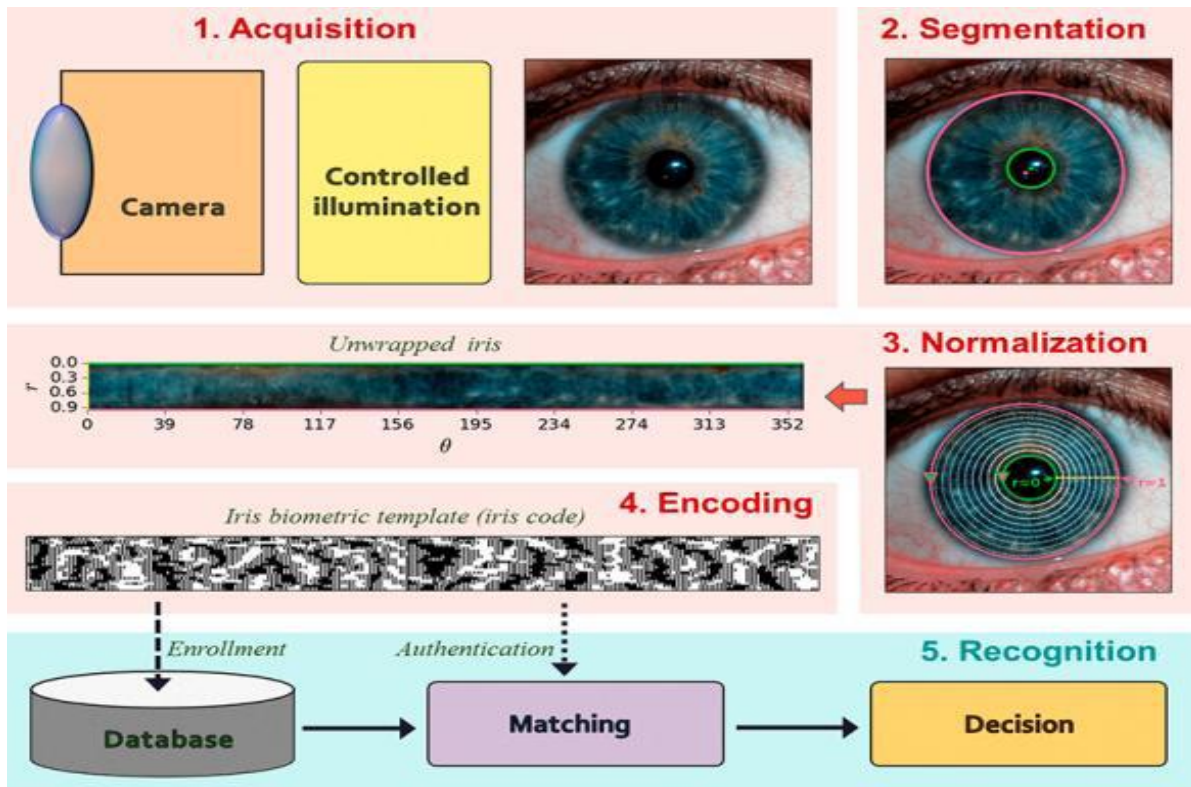 1. Acquisition
Camera
Controlled
illumination
2. Segmentation
3. Normalization
r=0
r=1
Unwrapped iris
r
0.0
0.3
0.6
0.9
0 39 78 117 156 195 234 274 313 352
θ
4. Encoding
Iris biometric template (iris code)
Enrollment
Authentication
5. Recognition
Database
Matching
Decision